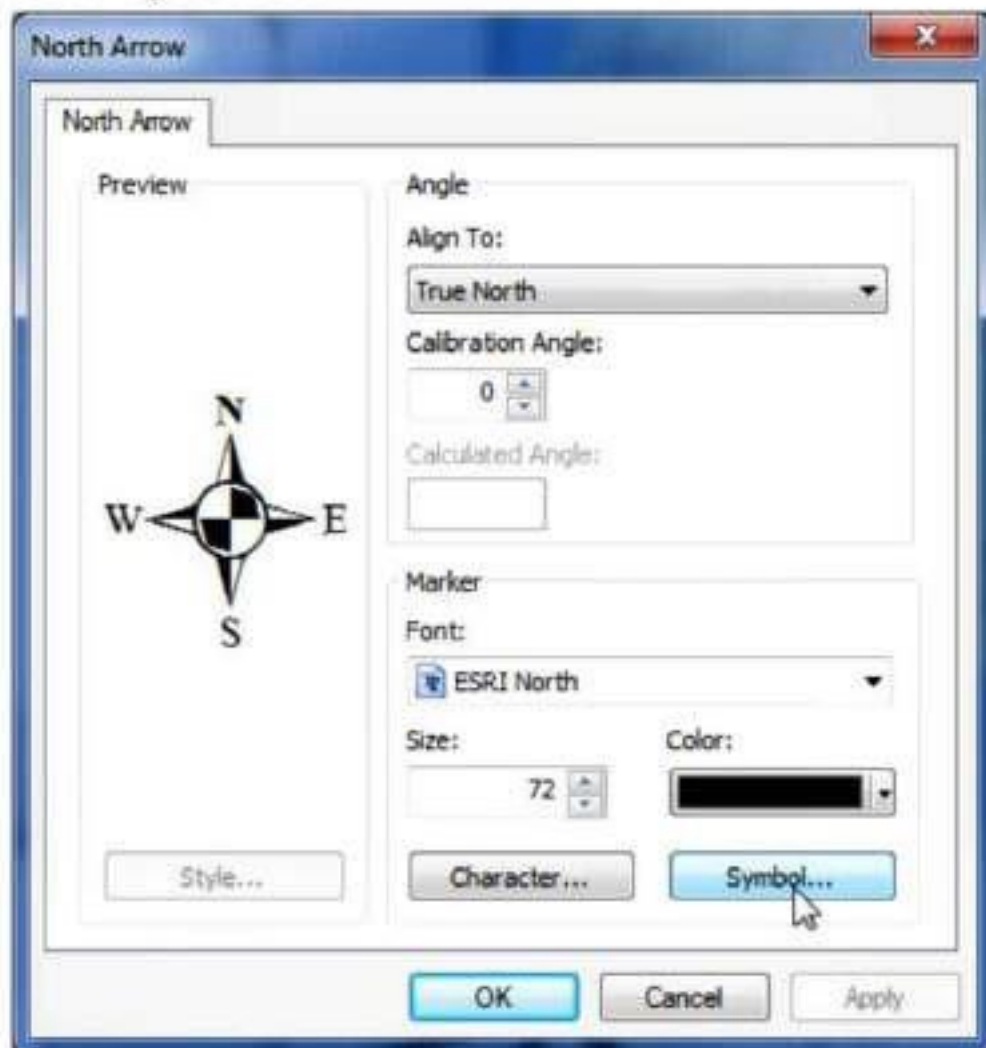 North Arrow
North Arrow
Preview
N
W
E
S
Style...
Angle
Align To:
True North
Calibration Angle:
0
Calculated Angle:
Marker
Font:
ESRI North
Size:
Color:
72
Character...
Symbol...
OK
Cancel
Apply